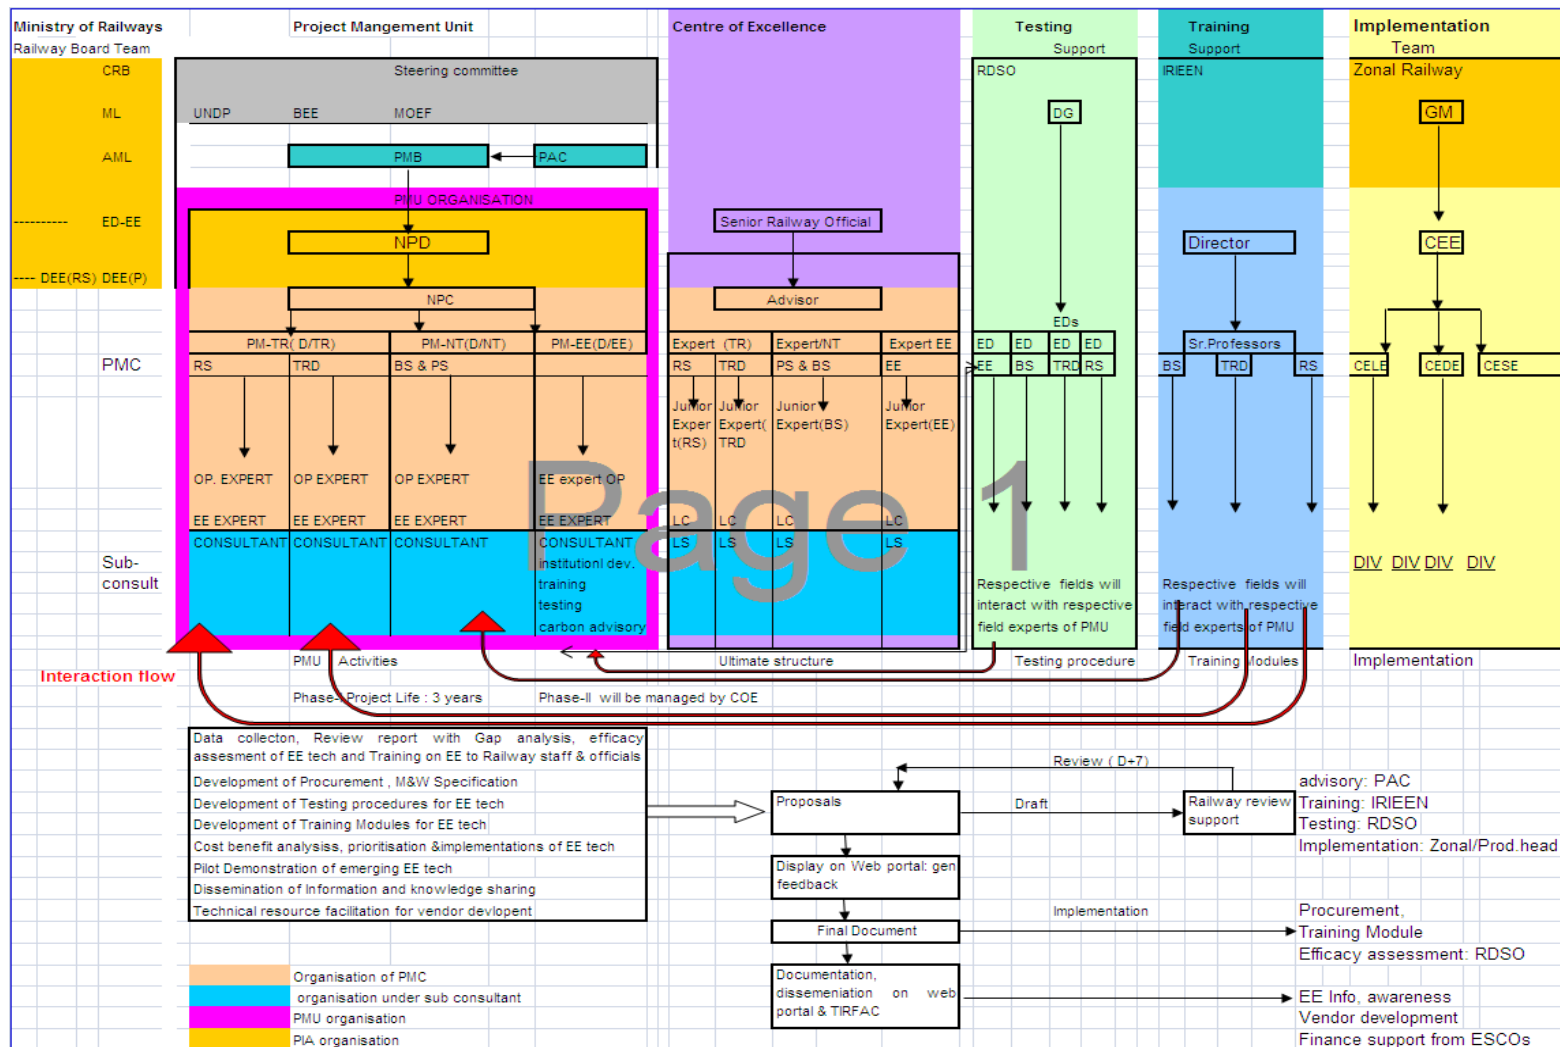 Ministry of Railways Project Mangement Unit Centre of Excellence Testing Training Implementation
Railway Board Team Support Support Team
CRB Steering committee RDSO IRIEEN Zonal Railway
ML UNDP BEE MOEF DG GM
AML PMB PAC
PMU ORGANISATION
---------- ED-EE Senior Railway Official
NPD Director CEE
---- DEE(RS) DEE(P)
NPC Advisor
EDs
PM-TR( D/TR) PM-NT(D/NT) PM-EE(D/EE) Expert (TR) Expert/NT Expert EE ED ED ED ED Sr.Professors
PMC RS TRD BS & PS RS TRD PS & BS EE EE BS TRD RS BS TRD RS CELE CEDE CESE
Junior Junior Junior Junior
Exper Expert( Expert(BS) Expert(EE)
t(RS) TRD
OP. EXPERT OP EXPERT OP EXPERT EE expert OP
Page 1
EE EXPERT EE EXPERT EE EXPERT EE EXPERT LC LC LC LC
CONSULTANT CONSULTANT CONSULTANT CONSULTANT LS LS LS LS
Sub- institutionl dev. DIV DIV DIV DIV
consult training Respective fields will Respective fields will
testing interact with respective interact with respective
carbon advisory field experts of PMU field experts of PMU
PMU Activities Ultimate structure Testing procedure Training Modules Implementation
Interaction flow
Phase-I Project Life : 3 years Phase-II will be managed by COE
Data collecton, Review report with Gap analysis, efficacy
assesment of EE tech and Training on EE to Railway staff & officials
Development of Procurement , M&W Specification
Development of Testing procedures for EE tech
Development of Training Modules for EE tech
Cost benefit analysiss, prioritisation &implementations of EE tech
Pilot Demonstration of emerging EE tech
Dissemination of Information and knowledge sharing
Technical resource facilitation for vendor devlopent
Review ( D+7)
Proposals Draft Railway review
support
advisory: PAC
Training: IRIEEN
Testing: RDSO
Implementation: Zonal/Prod.head
Display on Web portal: gen
feedback
Final Document Implementation Procurement,
Training Module
Efficacy assessment: RDSO
Documentation,
dissemeniation on web
portal & TIRFAC
EE Info, awareness
Vendor development
Finance support from ESCOs
Organisation of PMC
organisation under sub consultant
PMU organisation
PIA organisation